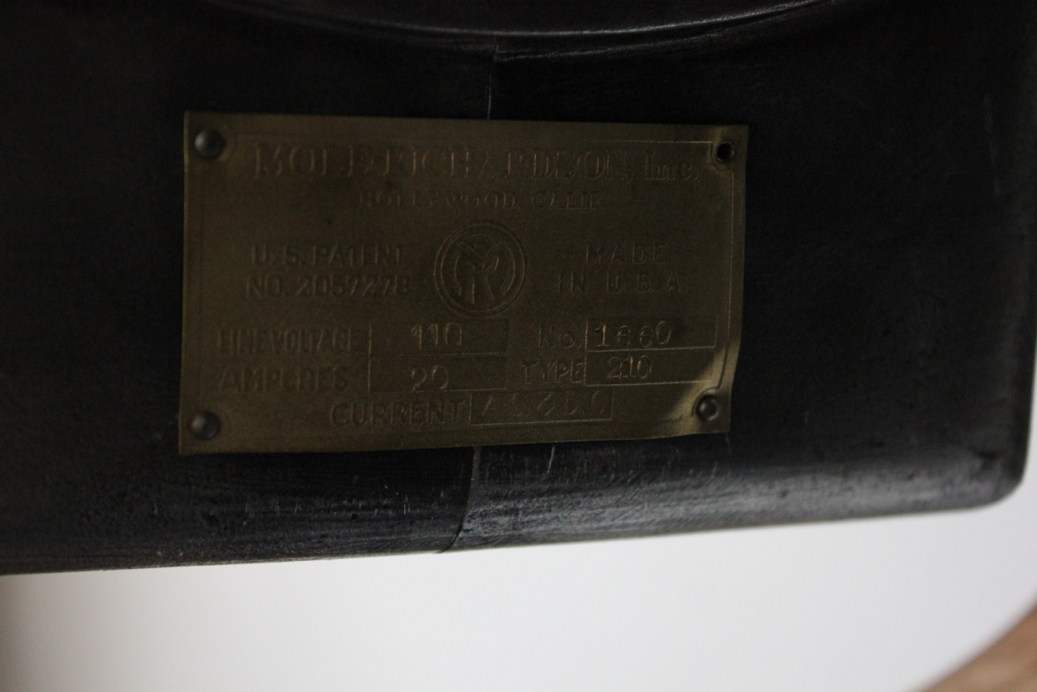 MOLE-RICHARDSON, Inc.
HOLLYWOOD, CALIF.
U.S. PATENT
NO. 2057278
MR
MADE
IN U.S.A.
LINE VOLTAGE 110
No. 1860
AMPERES 20
TYPE 210
CURRENT AC&DC